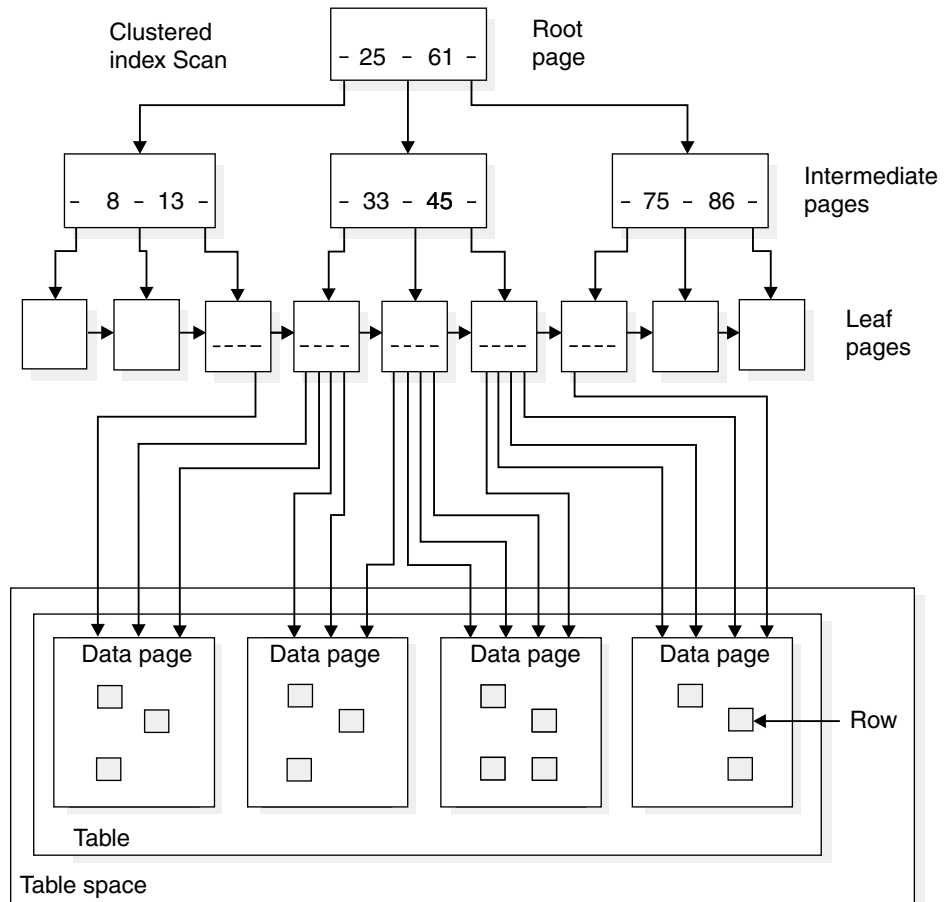 Clustered
index Scan
Root
page
- 25 - 61 -
- 8 - 13 -
- 33 - 45 -
- 75 - 86 -
Intermediate
pages
Leaf
pages
----
----
----
----
----
Data page
Data page
Data page
Data page
Row
Table
Table space